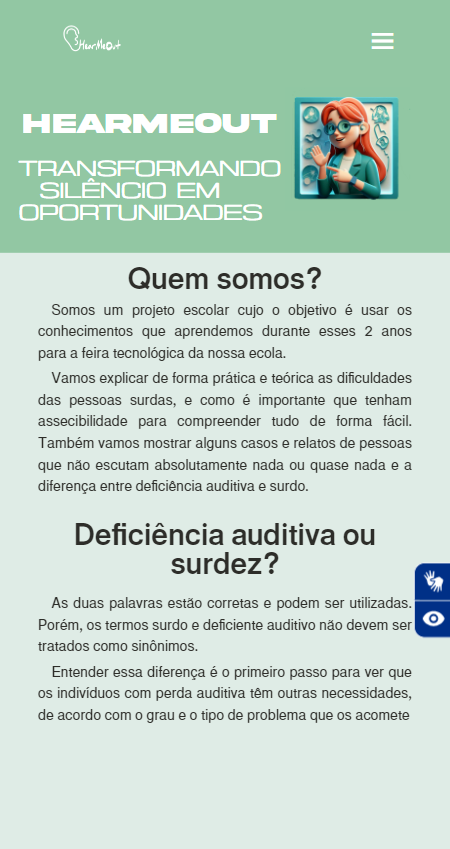 HearMeOut
HEARMEOUT
TRANSFORMANDO
SILÊNCIO EM
OPORTUNIDADES
Quem somos?
Somos um projeto escolar cujo o objetivo é usar os
conhecimentos que aprendemos durante esses 2 anos
para a feira tecnológica da nossa ecola.
Vamos explicar de forma prática e teórica as dificuldades
das pessoas surdas, e como é importante que tenham
assecibilidade para compreender tudo de forma fácil.
Também vamos mostrar alguns casos e relatos de pessoas
que não escutam absolutamente nada ou quase nada e a
diferença entre deficiência auditiva e surdo.
Deficiência auditiva ou
surdez?
As duas palavras estão corretas e podem ser utilizadas.
Porém, os termos surdo e deficiente auditivo não devem ser
tratados como sinônimos.
Entender essa diferença é o primeiro passo para ver que
os indivíduos com perda auditiva têm outras necessidades,
de acordo com o grau e o tipo de problema que os acomete